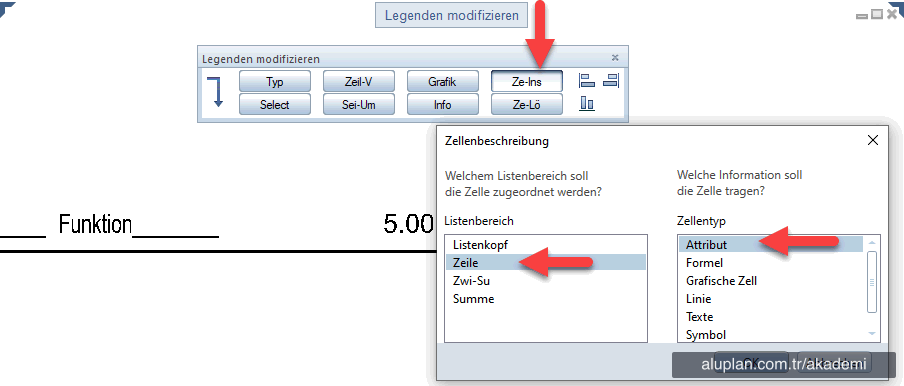 Legenden modifizieren
Legenden modifizieren
Typ Zeil-V Grafik Ze-Ins
Select Sei-Um Info Ze-Lö
Zellenbeschreibung
Welchem Listenbereich soll
die Zelle zugeordnet werden?
Welche Information soll
die Zelle tragen?
Funktion 5.00
Listenbereich
Listenkopf
Zeile
Zwi-Su
Summe
Zellentyp
Attribut
Formel
Grafische Zell
Linie
Texte
Symbol
OK
aluplan.com.tr/akademi